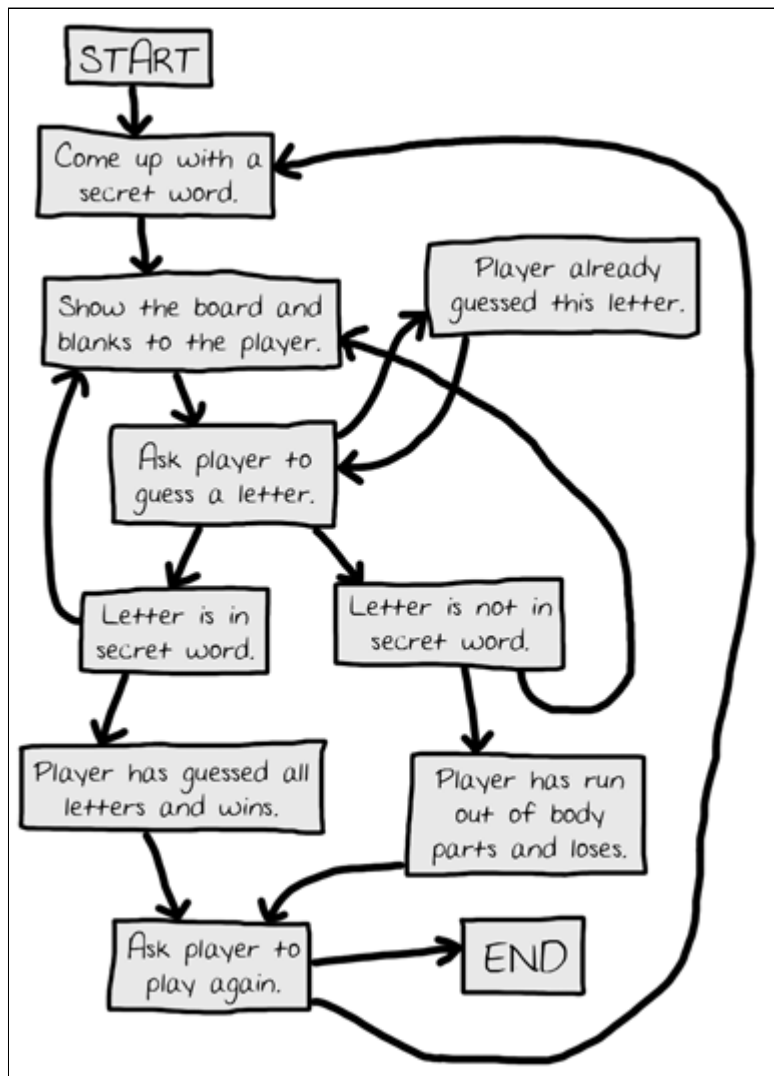 START
Come up with a
secret word.
Show the board and
blanks to the player.
Player already
guessed this letter.
Ask player to
guess a letter.
Letter is in
secret word.
Letter is not in
secret word.
Player has guessed all
letters and wins.
Player has run
out of body
parts and loses.
Ask player to
play again.
END